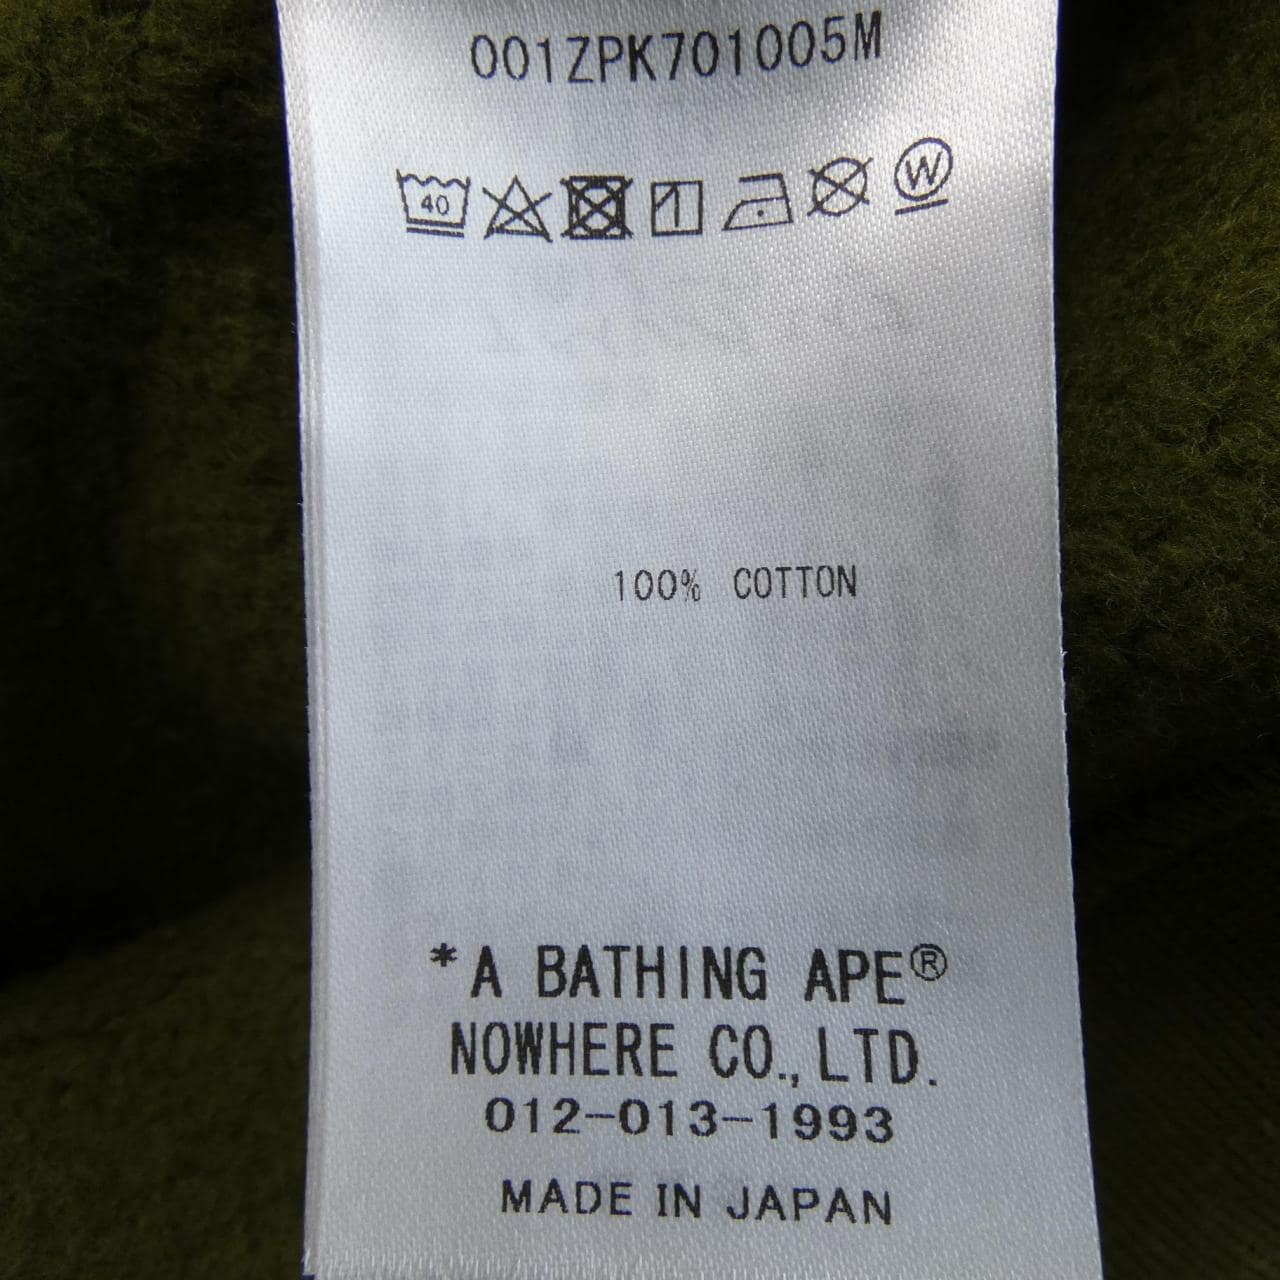 001ZPK701005M
40 W
100% COTTON
*A BATHING APE®
NOWHERE CO.,LTD.
012-013-1993
MADE IN JAPAN